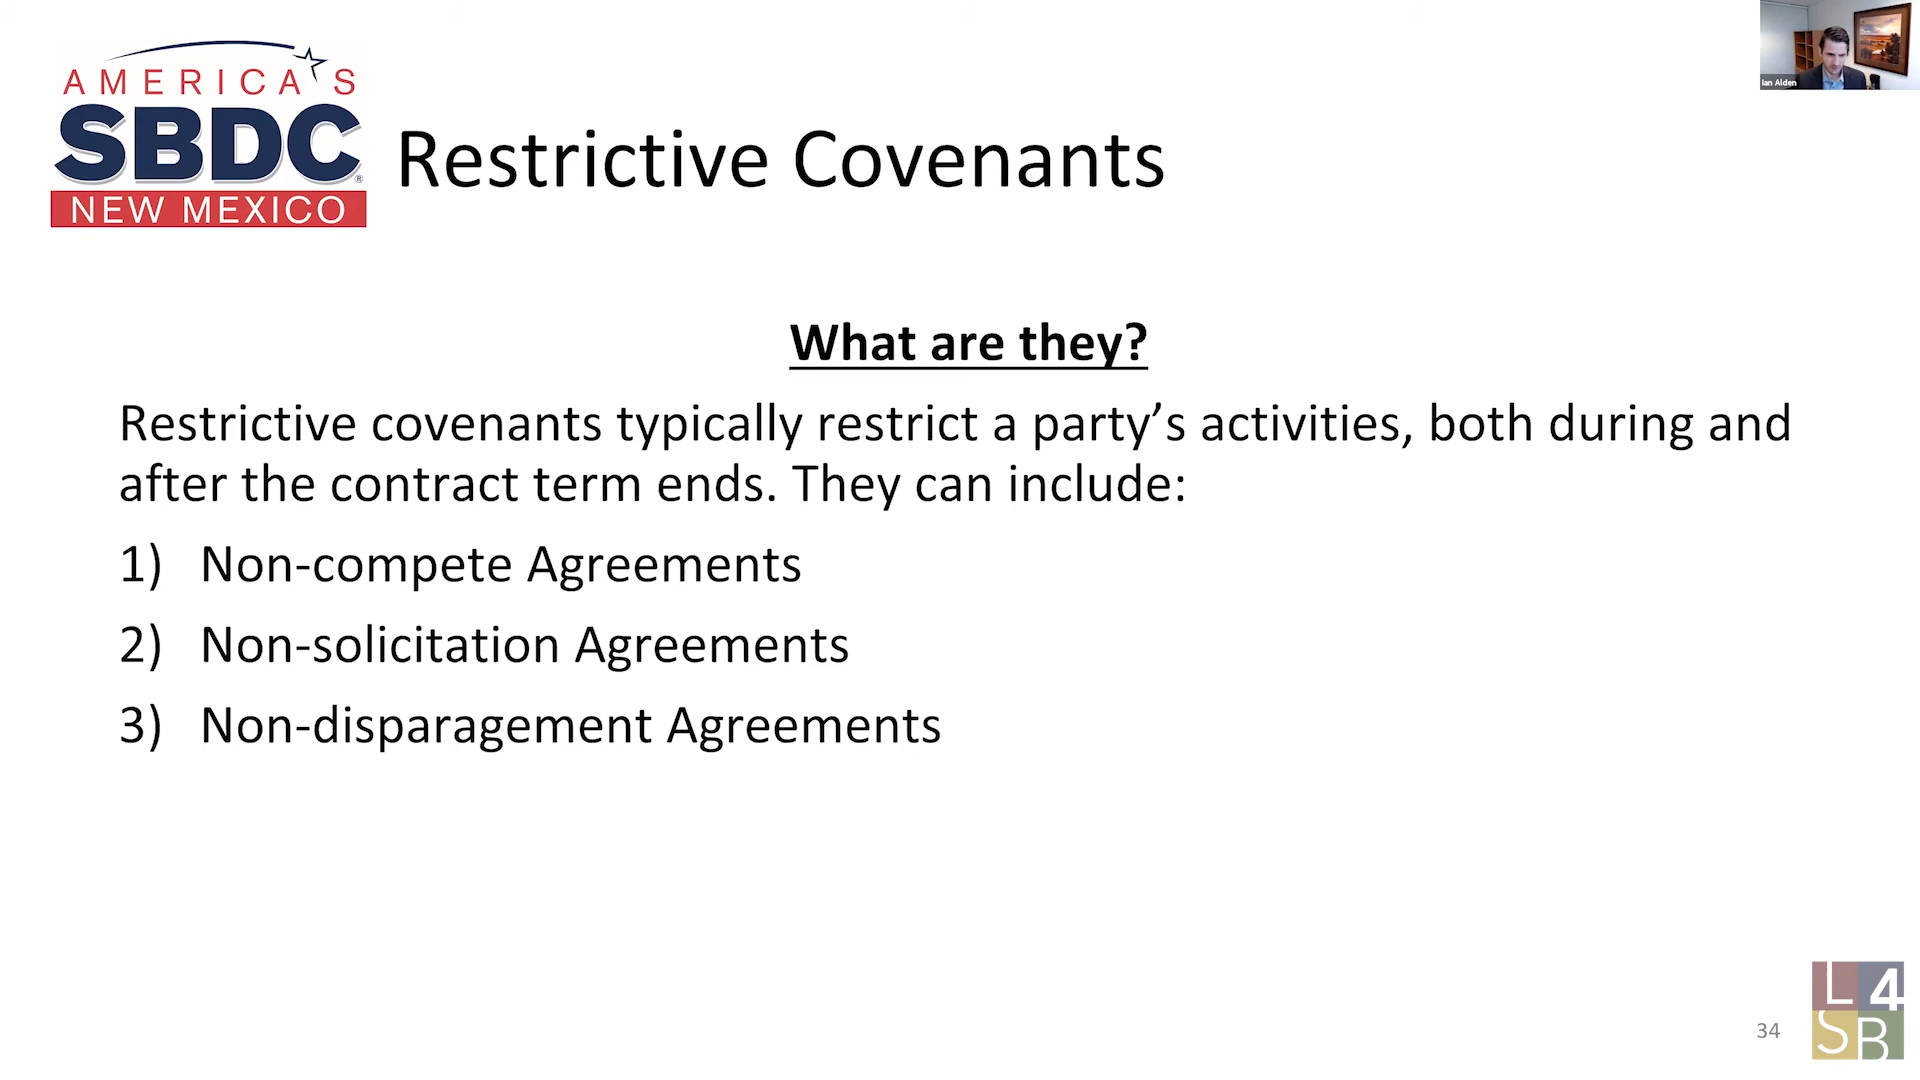 AMERICA'S
SBDC®
NEW MEXICO
Restrictive Covenants
Ian Alden
What are they?
Restrictive covenants typically restrict a party’s activities, both during and
after the contract term ends. They can include:
1) Non-compete Agreements
2) Non-solicitation Agreements
3) Non-disparagement Agreements
34
L4
SB